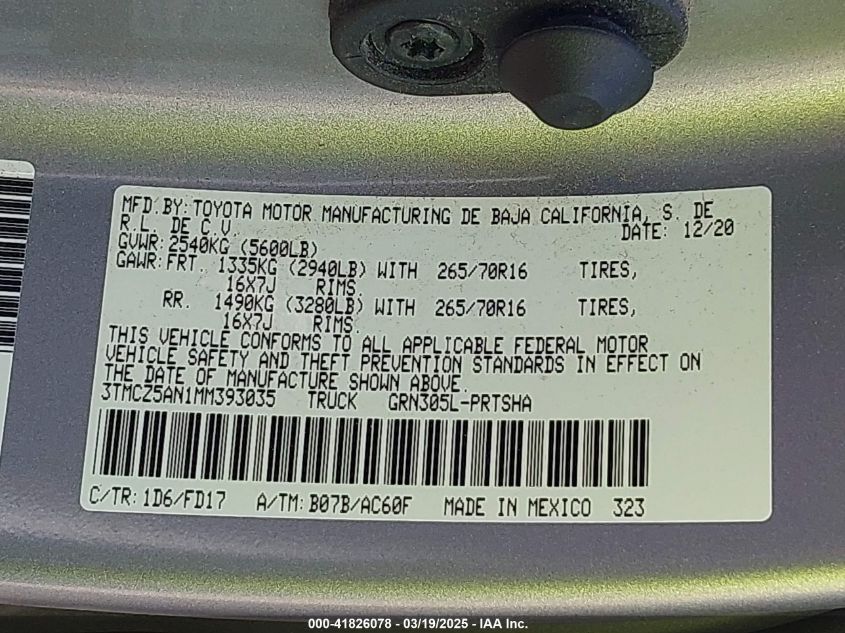 MFD.BY: TOYOTA MOTOR MANUFACTURING DE BAJA CALIFORNIA, S. DE
R.L. DE C.V. DATE: 12/20
GVWR: 2540KG (5600LB)
GAWR: FRT. 1335KG (2940LB) WITH 265/70R16 TIRES,
16X7J RIMS.
RR. 1490KG (3280LB) WITH 265/70R16 TIRES,
16X7J RIMS.
THIS VEHICLE CONFORMS TO ALL APPLICABLE FEDERAL MOTOR
VEHICLE SAFETY AND THEFT PREVENTION STANDARDS IN EFFECT ON
THE DATE OF MANUFACTURE SHOWN ABOVE.
3TMCZ5AN1MM393035 TRUCK GRN305L-PRTSHA
C/TR: 1D6/FD17 A/TM: B07B/AC60F MADE IN MEXICO 323
000-41826078 - 03/19/2025 - IAA Inc.